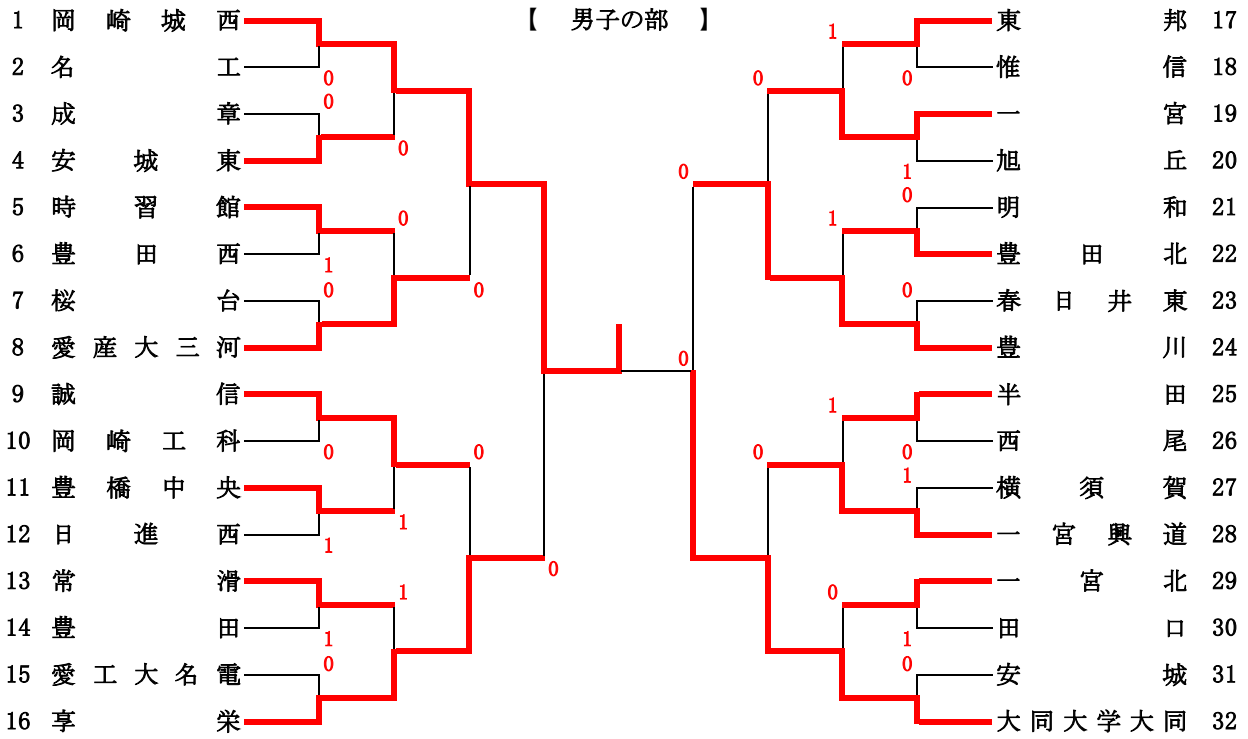 【 男子の部 】
1 岡崎城西
0
2 名工
0
3 成章
0
4 安城東
5 時習館
0
6 豊田西
1
7 桜台
0
0
8 愛産大三河
9 誠信
0
10 岡崎工科
0
11 豊橋中央
1
12 日進西
1
0
13 常滑
1
14 豊田
1
15 愛工大名電
0
16 享栄
東邦 17
1
惟信 18
0
0
一宮 19
旭丘 20
1
0
明和 21
0
1
豊田北 22
春日井東 23
0
豊川 24
0
半田 25
1
西尾 26
0
0
横須賀 27
1
一宮興道 28
一宮北 29
0
田口 30
1
安城 31
0
大同大学大同 32